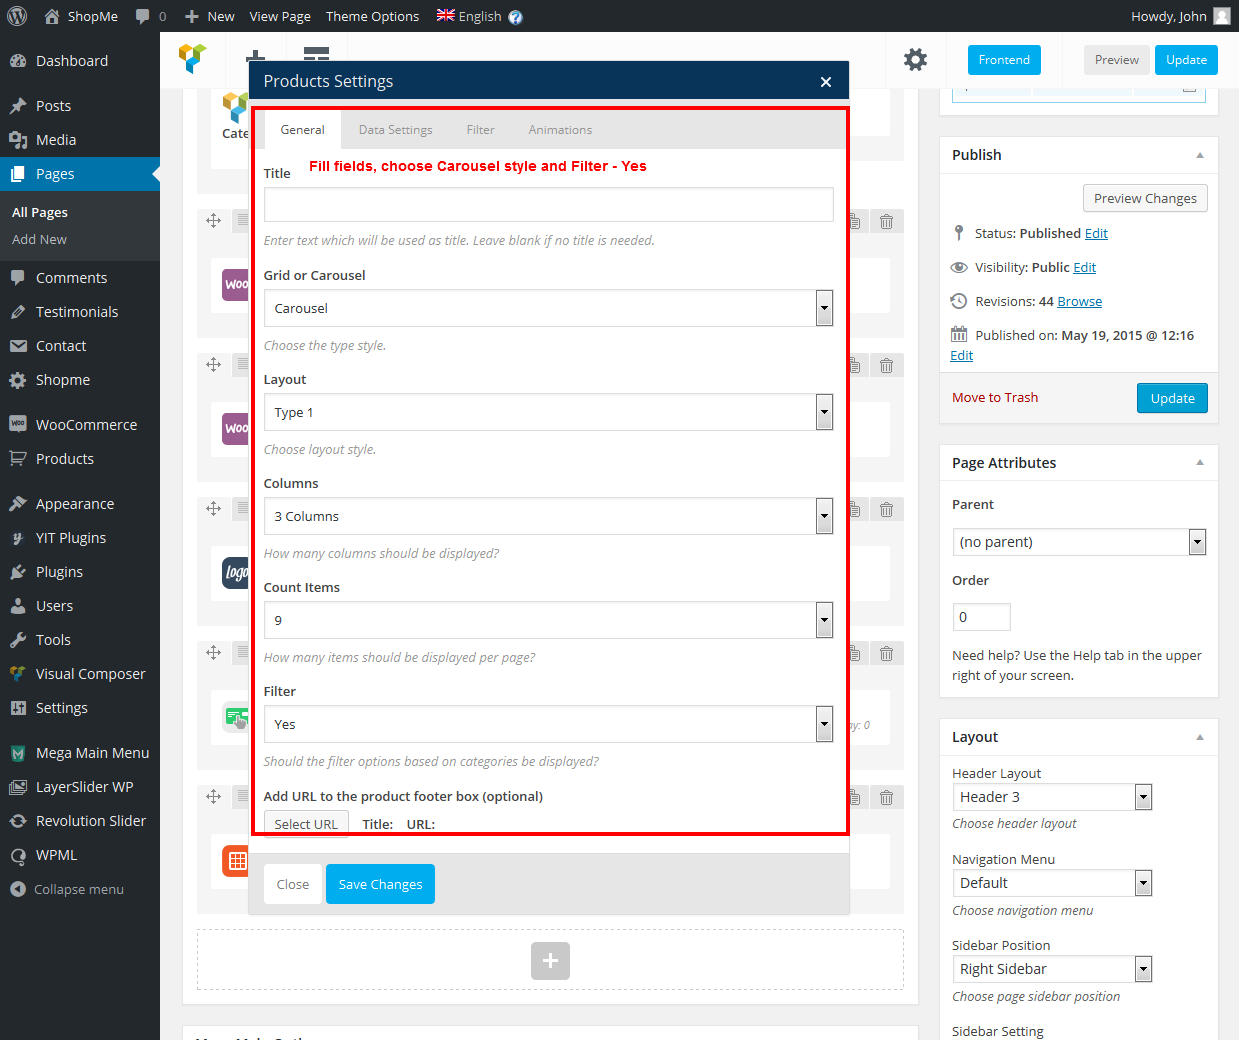 ShopMe
0
New
View Page
Theme Options
English
Howdy, John
Dashboard
Posts
Media
Pages
All Pages
Add New
Comments
Testimonials
Contact
Shopme
WooCommerce
Products
Appearance
YIT Plugins
Plugins
Users
Tools
Visual Composer
Settings
Mega Main Menu
LayerSlider WP
Revolution Slider
WPML
Collapse menu
Frontend
Preview
Update
Cate
Woo
Woo
logo
ay: 0
Products Settings
General
Data Settings
Filter
Animations
Fill fields, choose Carousel style and Filter - Yes
Title
Enter text which will be used as title. Leave blank if no title is needed.
Grid or Carousel
Carousel
Choose the type style.
Layout
Type 1
Choose layout style.
Columns
3 Columns
How many columns should be displayed?
Count Items
9
How many items should be displayed per page?
Filter
Yes
Should the filter options based on categories be displayed?
Add URL to the product footer box (optional)
Select URL
Title:
URL:
Close
Save Changes
Publish
Preview Changes
Status: Published Edit
Visibility: Public Edit
Revisions: 44 Browse
Published on: May 19, 2015 @ 12:16
Edit
Move to Trash
Update
Page Attributes
Parent
(no parent)
Order
0
Need help? Use the Help tab in the upper
right of your screen.
Layout
Header Layout
Header 3
Choose header layout
Navigation Menu
Default
Choose navigation menu
Sidebar Position
Right Sidebar
Choose page sidebar position
Sidebar Setting